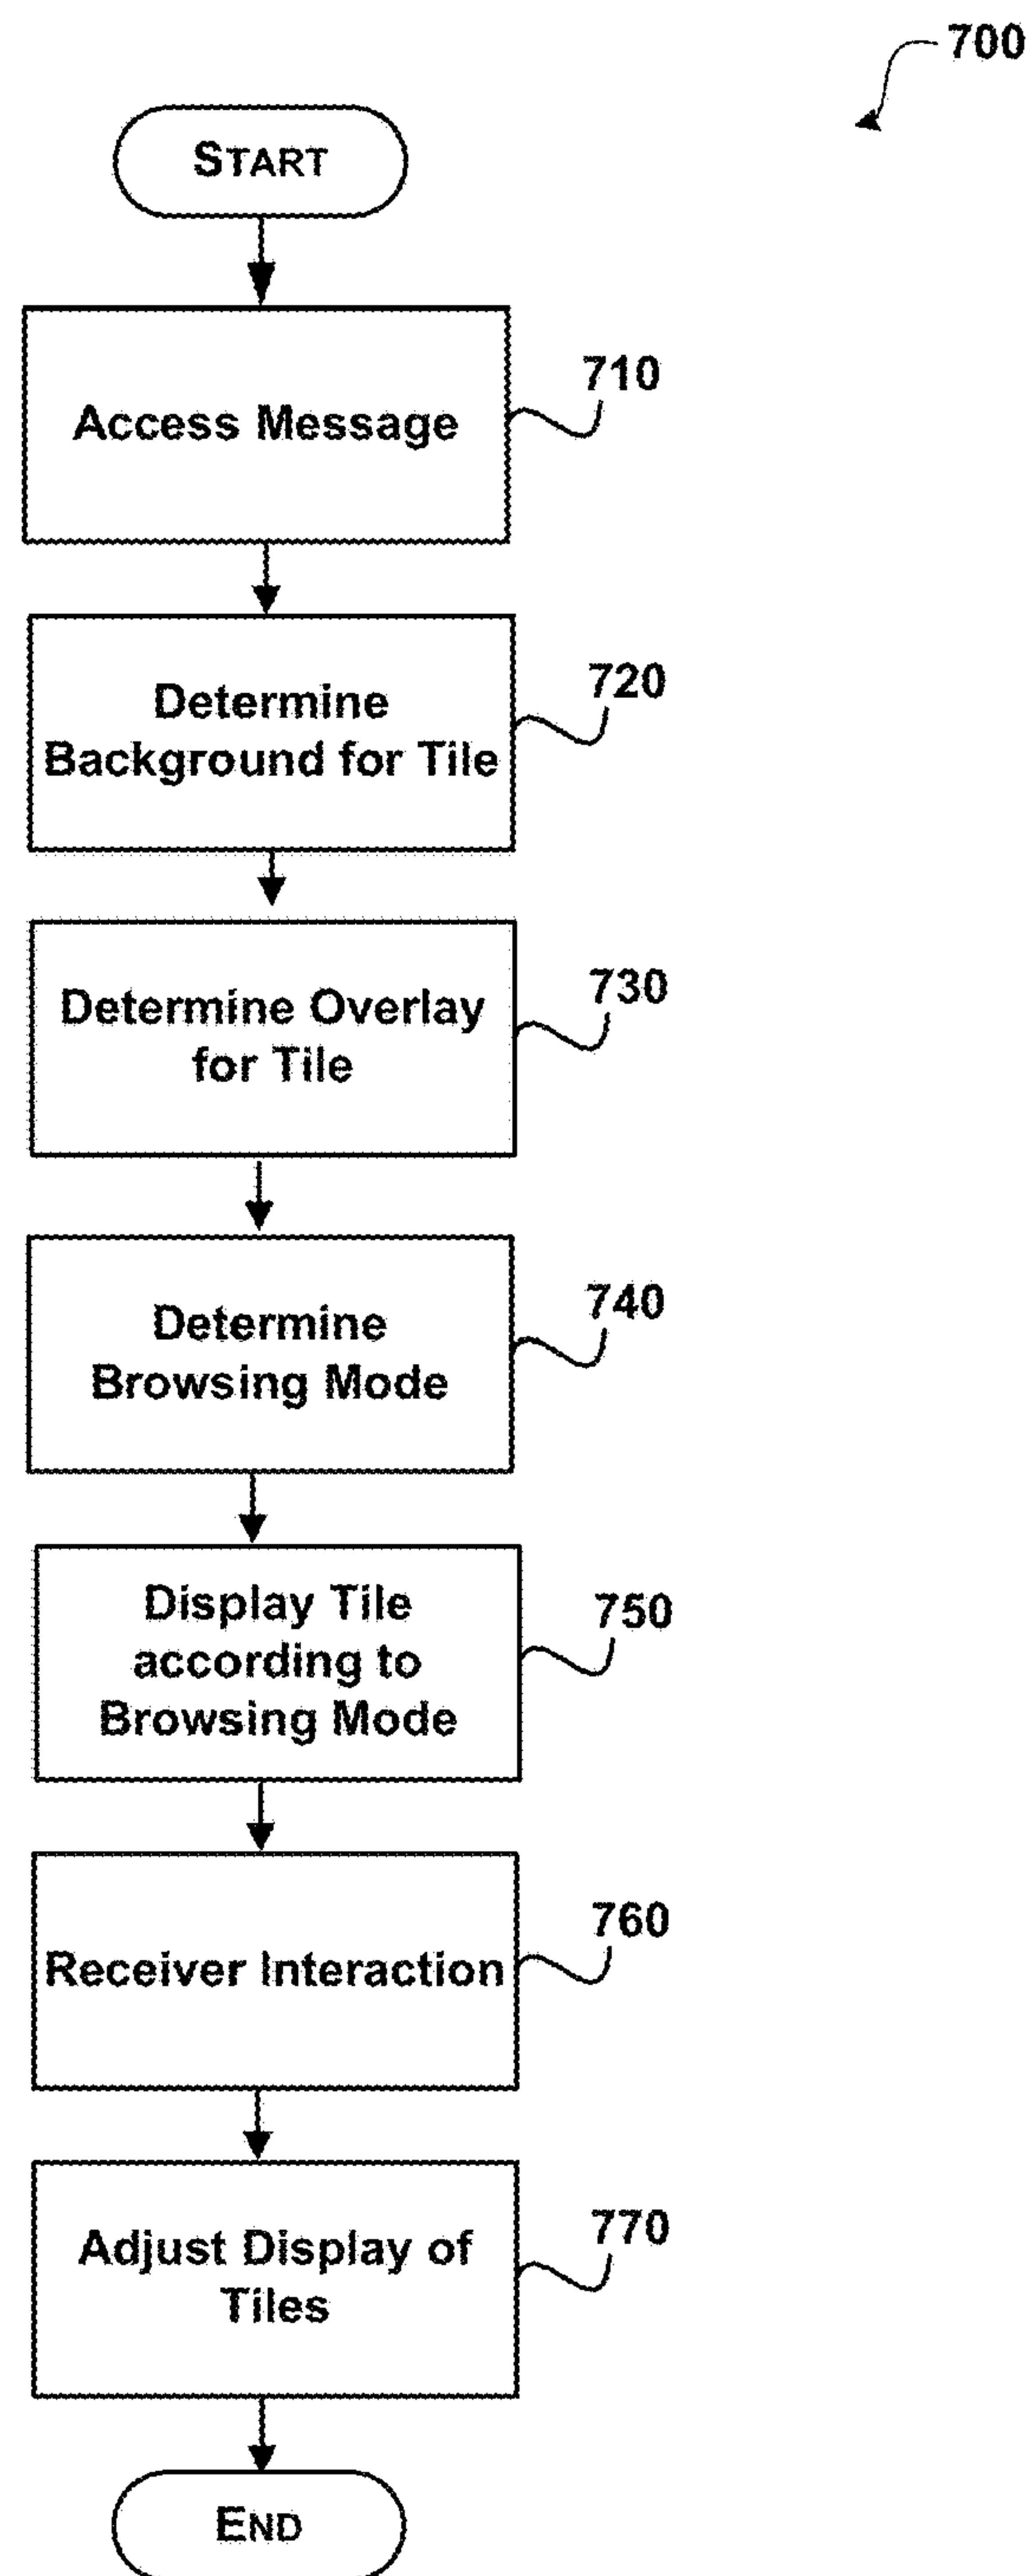 700
START
Access Message
710
Determine
Background for Tile
720
Determine Overlay
for Tile
730
Determine
Browsing Mode
740
Display Tile
according to
Browsing Mode
750
Receiver Interaction
760
Adjust Display of
Tiles
770
END